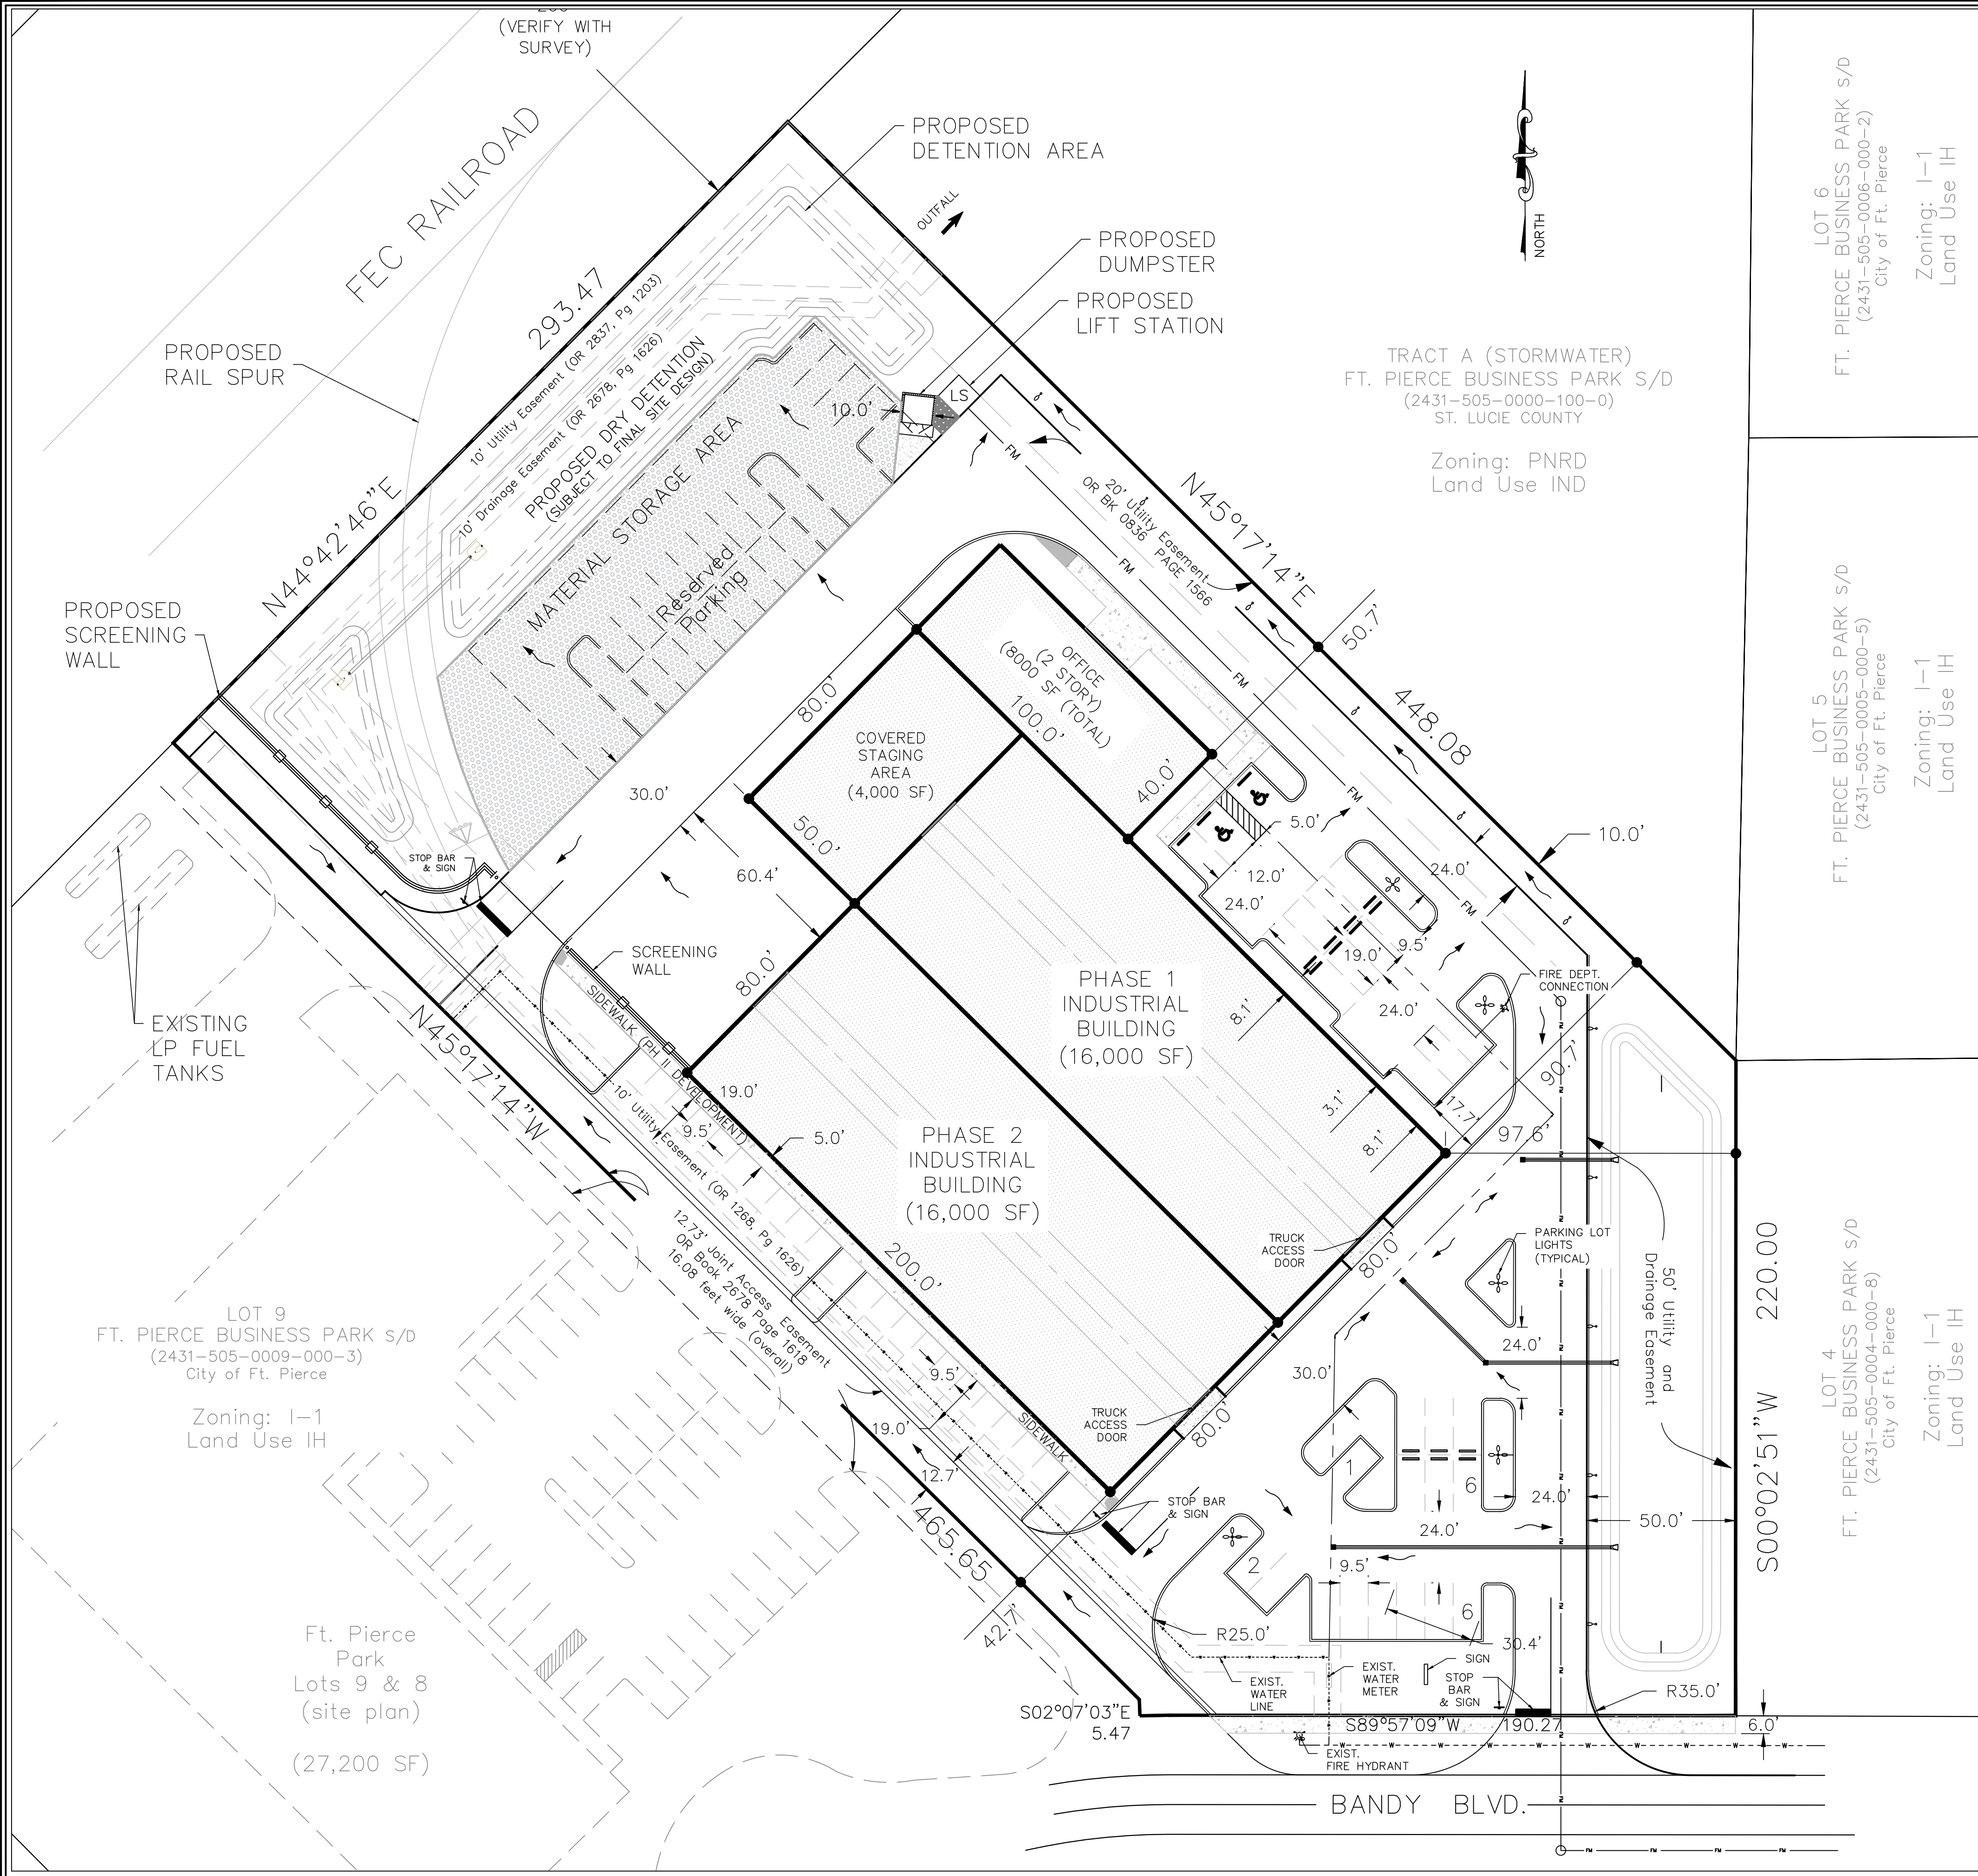 (VERIFY WITH
SURVEY)
FEC RAILROAD
PROPOSED
DETENTION AREA
OUTFALL
PROPOSED
DUMPSTER
PROPOSED
LIFT STATION
NORTH
LOT 6
FT. PIERCE BUSINESS PARK S/D
(2431-505-0006-000-2)
City of Ft. Pierce
Zoning: I-1
Land Use IH
PROPOSED
RAIL SPUR
293.47
N44°42'46"E
10' Utility Easement (OR 2837, Pg 1203)
10' Drainage Easement (OR 2678, Pg 1626)
PROPOSED DRY DETENTION
(SUBJECT TO FINAL SITE DESIGN)
MATERIAL STORAGE AREA
Reserved
Parking
10.0'
LS
TRACT A (STORMWATER)
FT. PIERCE BUSINESS PARK S/D
(2431-505-0000-100-0)
ST. LUCIE COUNTY
Zoning: PNRD
Land Use IND
FM
FM
FM
FM
FM
20' Utility Easement
OR BK 0836 PAGE 1566
N45°17'14"E
50.7'
448.08
10.0'
LOT 5
FT. PIERCE BUSINESS PARK S/D
(2431-505-0005-000-5)
City of Ft. Pierce
Zoning: I-1
Land Use IH
PROPOSED
SCREENING
WALL
OFFICE
(2 STORY)
(8000 SF (TOTAL)
100.0'
40.0'
80.0'
COVERED
STAGING
AREA
(4,000 SF)
50.0'
30.0'
60.4'
STOP BAR
& SIGN
5.0'
12.0'
24.0'
24.0'
19.0'
9.5'
24.0'
FIRE DEPT.
CONNECTION
EXISTING
LP FUEL
TANKS
N45°17'14"W
SCREENING
WALL
SIDEWALK (PH II DEVELOPMENT)
80.0'
19.0'
9.5'
5.0'
10' Utility Easement (OR 1268, Pg 1626)
PHASE 1
INDUSTRIAL
BUILDING
(16,000 SF)
8.1'
3.1'
8.1'
17.7'
90.7'
97.6'
PHASE 2
INDUSTRIAL
BUILDING
(16,000 SF)
200.0'
12.73' Joint Access Easement
OR Book 2678 Page 1618
16.08 feet wide (overall)
TRUCK
ACCESS
DOOR
80.0'
TRUCK
ACCESS
DOOR
80.0'
PARKING LOT
LIGHTS
(TYPICAL)
50' Utility and
Drainage Easement
220.00
S00°02'51"W
LOT 4
FT. PIERCE BUSINESS PARK S/D
(2431-505-0004-000-8)
City of Ft. Pierce
Zoning: I-1
Land Use IH
LOT 9
FT. PIERCE BUSINESS PARK S/D
(2431-505-0009-000-3)
City of Ft. Pierce
Zoning: I-1
Land Use IH
9.5'
19.0'
12.7'
SIDEWALK
465.65
42.7'
STOP BAR
& SIGN
30.0'
24.0'
1
6
24.0'
24.0'
50.0'
2
9.5'
6
30.4'
R25.0'
EXIST.
WATER
LINE
EXIST.
WATER
METER
SIGN
STOP
BAR
& SIGN
R35.0'
Ft. Pierce
Park
Lots 9 & 8
(site plan)
(27,200 SF)
S02°07'03"E
5.47
S89°57'09"W 190.27
6.0'
W W W W W W W W W
EXIST.
FIRE HYDRANT
BANDY BLVD.
FM FM FM FM